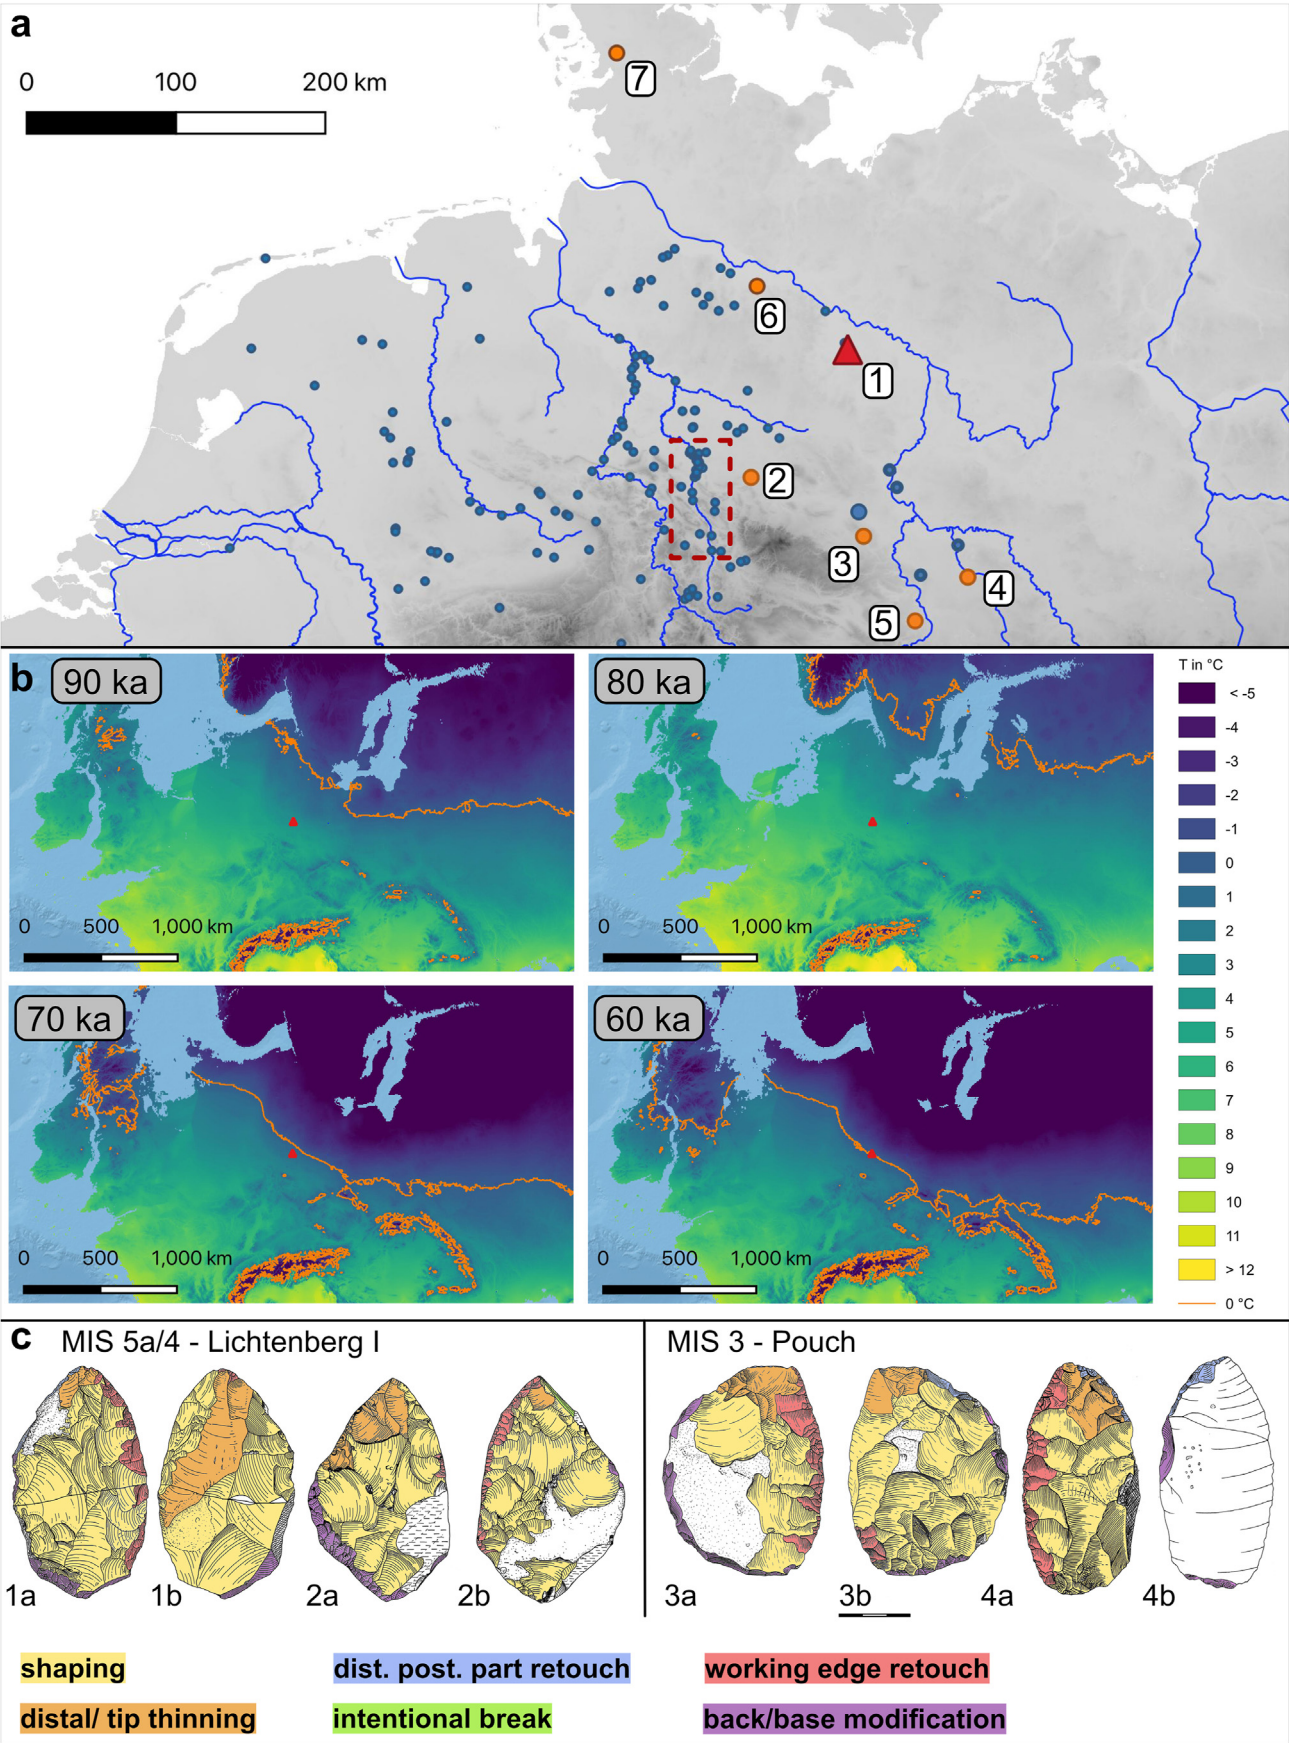 a
0 100 200 km
7
6
1
2
3
4
5
b
90 ka
0 500 1,000 km
80 ka
0 500 1,000 km
70 ka
0 500 1,000 km
60 ka
0 500 1,000 km
T in °C
< -5
-4
-3
-2
-1
0
1
2
3
4
5
6
7
8
9
10
11
> 12
0 °C
c MIS 5a/4 - Lichtenberg I
MIS 3 - Pouch
1a 1b 2a 2b 3a 3b 4a 4b
shaping
dist. post. part retouch
working edge retouch
distal/ tip thinning
intentional break
back/base modification